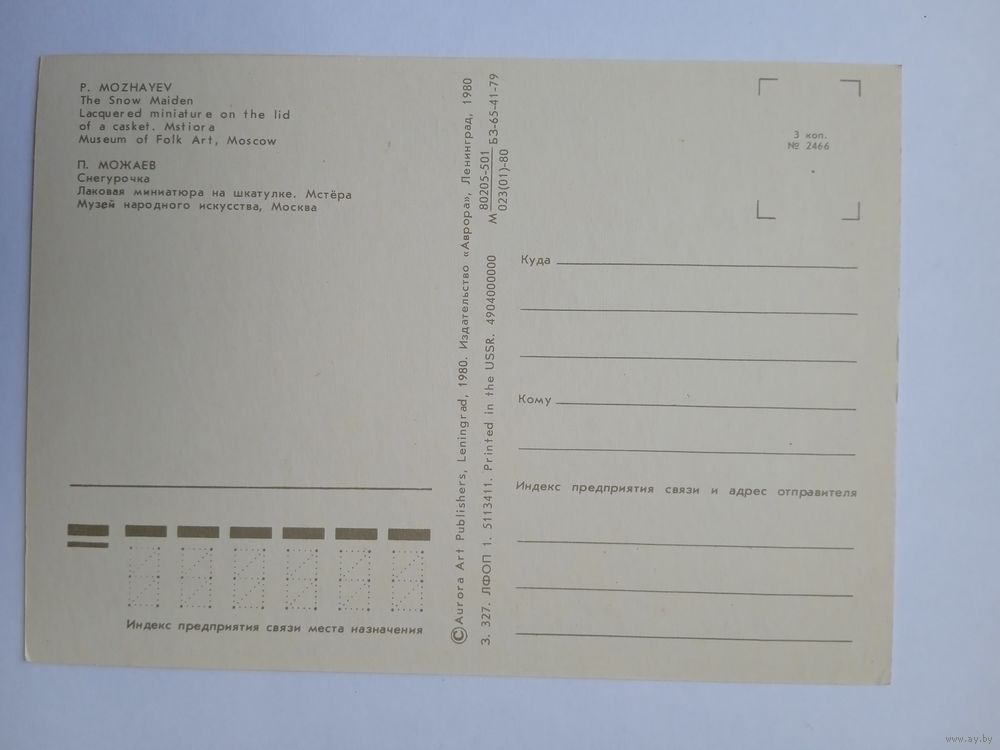 P. MOZHAYEV
The Snow Maiden
Lacquered miniature on the lid
of a casket. Mstiora
Museum of Folk Art, Moscow
П. МОЖАЕВ
Снегурочка
Лаковая миниатюра на шкатулке. Мстёра
Музей народного искусства, Москва
Индекс предприятия связи места назначения
©Aurora Art Publishers, Leningrad, 1980. Издательство «Аврора», Ленинград, 1980
З. 327. ЛФОП 1. 5113411. Printed in the USSR. 4904000000
М 80205-501 БЗ-65-41-79
023(01)-80
3 коп.
№ 2466
Куда
Кому
Индекс предприятия связи и адрес отправителя
www.ay.by